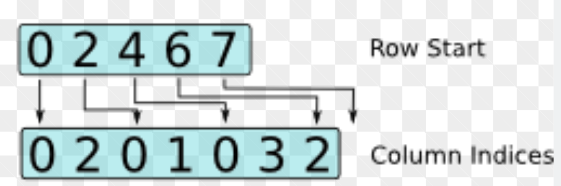 0 2 4 6 7 Row Start
0 2 0 1 0 3 2 Column Indices